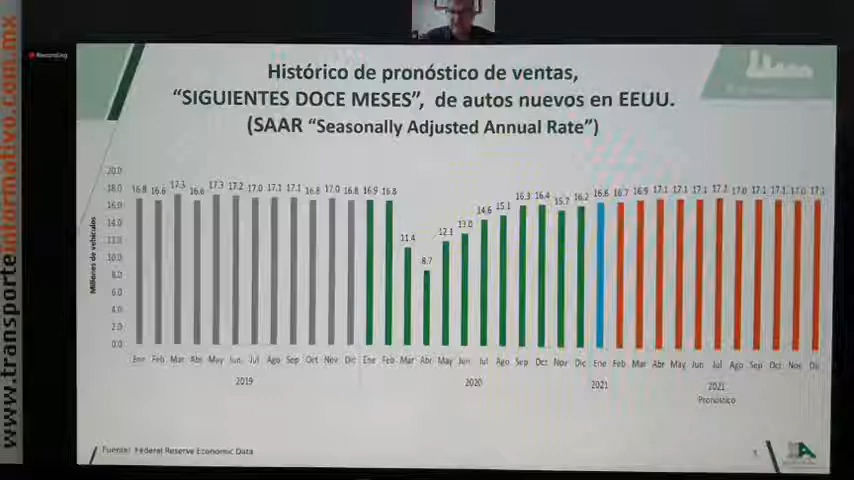 www.transporteinformativo.com.mx
Recording
Histórico de pronóstico de ventas,
“SIGUIENTES DOCE MESES”, de autos nuevos en EEUU.
(SAAR “Seasonally Adjusted Annual Rate”)
Millones de vehículos
20.0
18.0
16.0
14.0
12.0
10.0
8.0
6.0
4.0
2.0
0.0
16.8 16.6 17.3 16.6 17.3 17.2 17.0 17.1 17.1 16.8 17.0 16.8 16.9 16.8 11.4 8.7 12.1 13.0 14.6 15.1 16.3 16.4 15.7 16.2 16.6 16.7 16.9 17.1 17.1 17.1 17.2 17.0 17.1 17.1 17.0 17.1
Ene Feb Mar Abr May Jun Jul Ago Sep Oct Nov Dic Ene Feb Mar Abr May Jun Jul Ago Sep Oct Nov Dic Ene Feb Mar Abr May Jun Jul Ago Sep Oct Nov Dic
2019 2020 2021 2021
Pronóstico
Fuente: Federal Reserve Economic Data